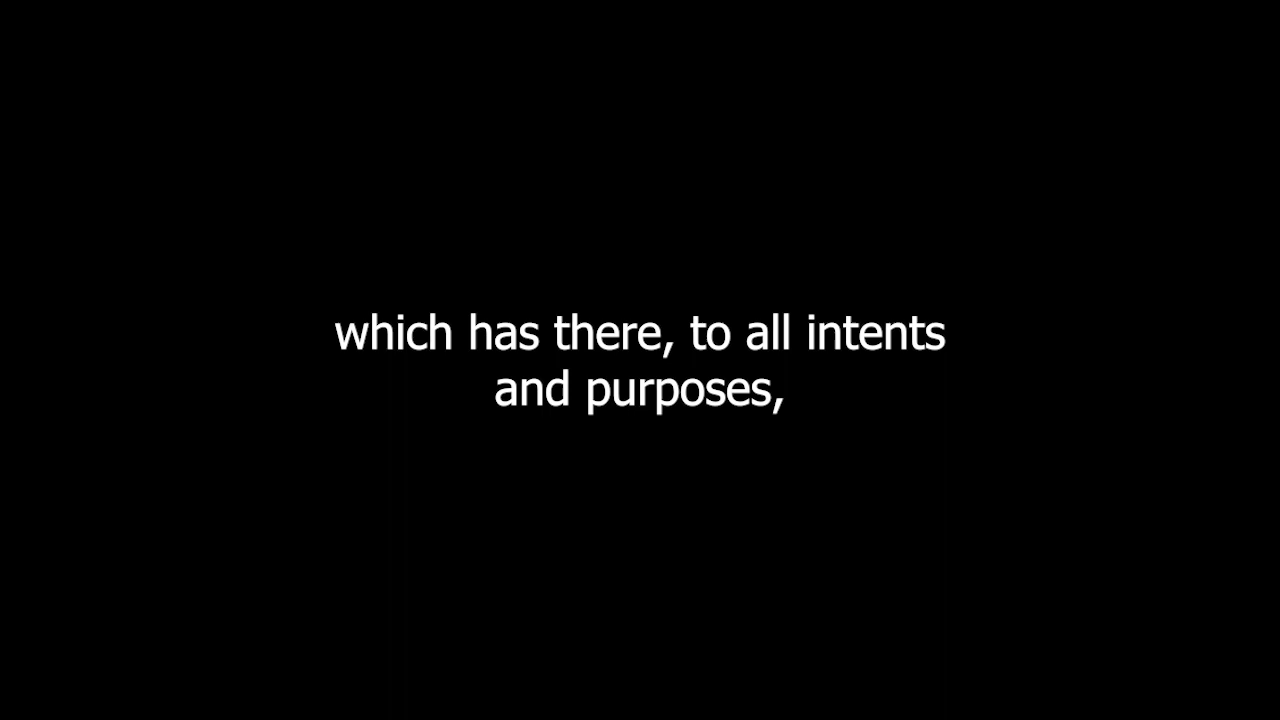 which has there, to all intents
and purposes,